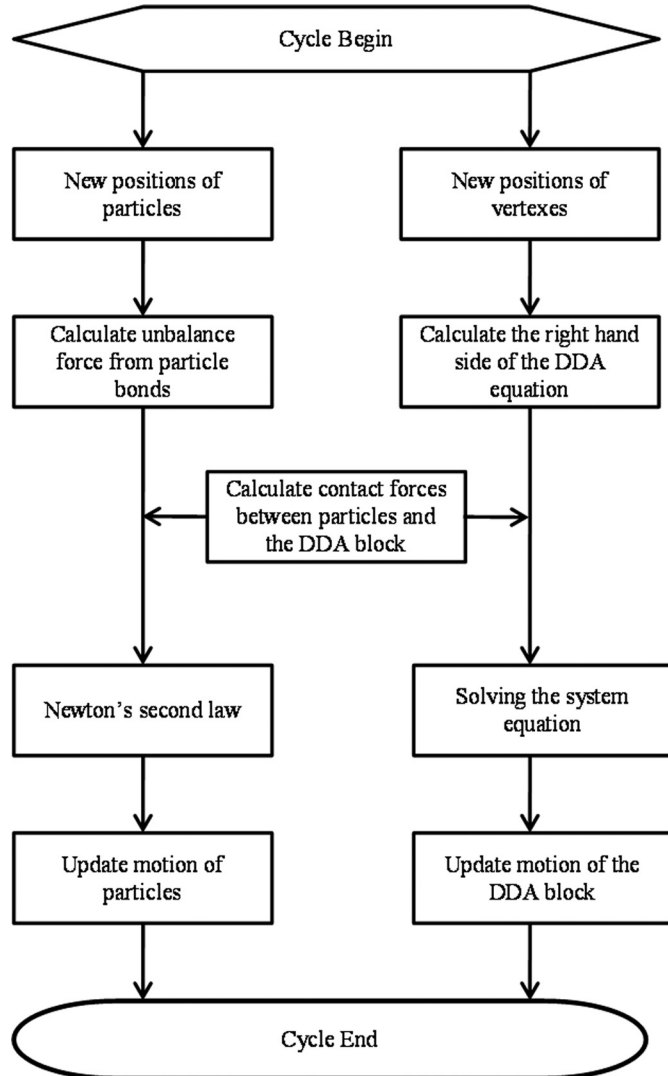 Cycle Begin
New positions of
particles
New positions of
vertexes
Calculate unbalance
force from particle
bonds
Calculate the right hand
side of the DDA
equation
Calculate contact forces
between particles and
the DDA block
Newton's second law
Solving the system
equation
Update motion of
particles
Update motion of the
DDA block
Cycle End